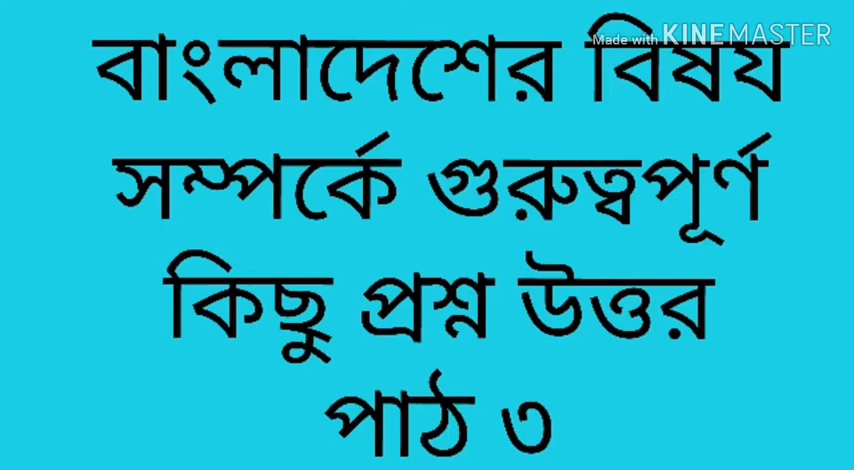 Made with KINEMASTER
বাংলাদেশের বিষয
সম্পর্কে গুরুত্বপূর্ণ
কিছু প্রশ্ন উত্তর
পাঠ ৩